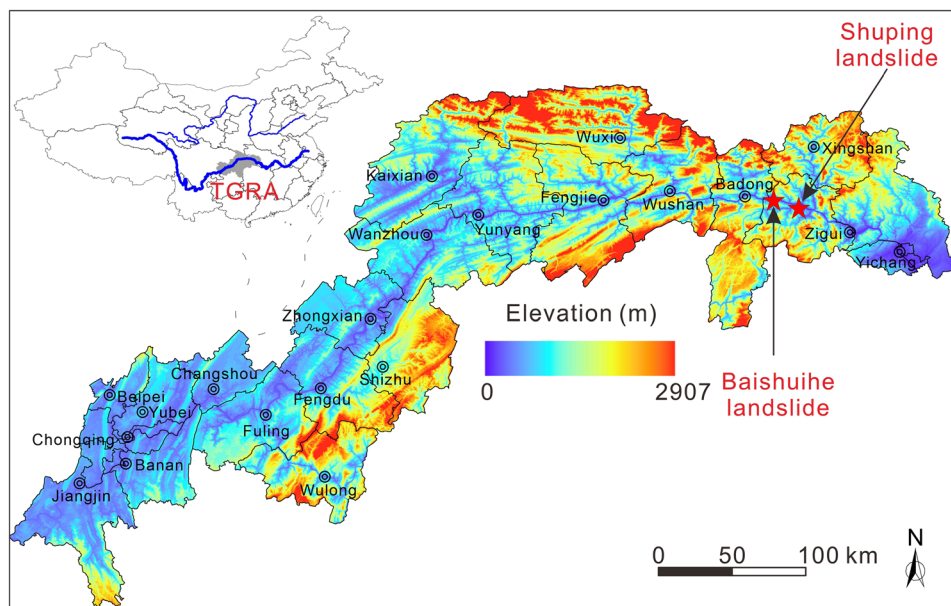 Shuping
landslide
TGRA
Wuxi
Xingshan
Kaixian
Badong
Fengjie
Wushan
Yunyang
Wanzhou
Zigui
Yichang
Zhongxian
Elevation (m)
0
2907
Shizhu
Baishuihe
landslide
Changshou
Beipei
Yubei
Fengdu
Fuling
Chongqing
Banan
Jiangjin
Wulong
N
0
50
100 km